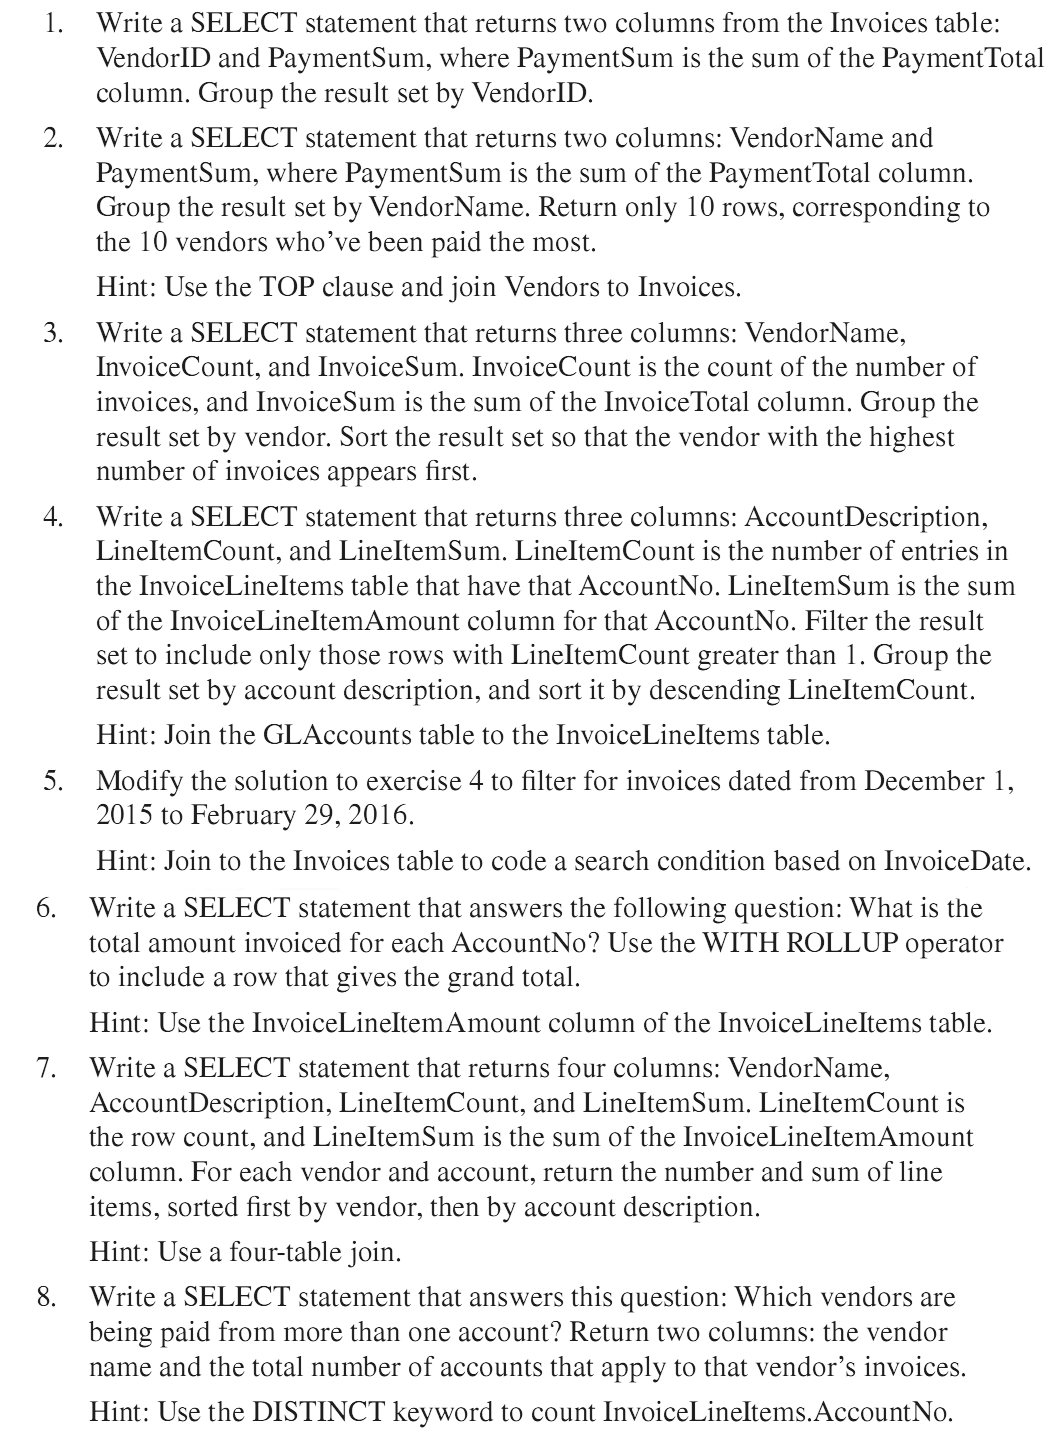 1. Write a SELECT statement that returns two columns from the Invoices table:
VendorID and PaymentSum, where PaymentSum is the sum of the PaymentTotal
column. Group the result set by VendorID.
2. Write a SELECT statement that returns two columns: VendorName and
PaymentSum, where PaymentSum is the sum of the PaymentTotal column.
Group the result set by VendorName. Return only 10 rows, corresponding to
the 10 vendors who’ve been paid the most.
Hint: Use the TOP clause and join Vendors to Invoices.
3. Write a SELECT statement that returns three columns: VendorName,
InvoiceCount, and InvoiceSum. InvoiceCount is the count of the number of
invoices, and InvoiceSum is the sum of the InvoiceTotal column. Group the
result set by vendor. Sort the result set so that the vendor with the highest
number of invoices appears first.
4. Write a SELECT statement that returns three columns: AccountDescription,
LineItemCount, and LineItemSum. LineItemCount is the number of entries in
the InvoiceLineItems table that have that AccountNo. LineItemSum is the sum
of the InvoiceLineItemAmount column for that AccountNo. Filter the result
set to include only those rows with LineItemCount greater than 1. Group the
result set by account description, and sort it by descending LineItemCount.
Hint: Join the GLAccounts table to the InvoiceLineItems table.
5. Modify the solution to exercise 4 to filter for invoices dated from December 1,
2015 to February 29, 2016.
Hint: Join to the Invoices table to code a search condition based on InvoiceDate.
6. Write a SELECT statement that answers the following question: What is the
total amount invoiced for each AccountNo? Use the WITH ROLLUP operator
to include a row that gives the grand total.
Hint: Use the InvoiceLineItemAmount column of the InvoiceLineItems table.
7. Write a SELECT statement that returns four columns: VendorName,
AccountDescription, LineItemCount, and LineItemSum. LineItemCount is
the row count, and LineItemSum is the sum of the InvoiceLineItemAmount
column. For each vendor and account, return the number and sum of line
items, sorted first by vendor, then by account description.
Hint: Use a four-table join.
8. Write a SELECT statement that answers this question: Which vendors are
being paid from more than one account? Return two columns: the vendor
name and the total number of accounts that apply to that vendor’s invoices.
Hint: Use the DISTINCT keyword to count InvoiceLineItems.AccountNo.